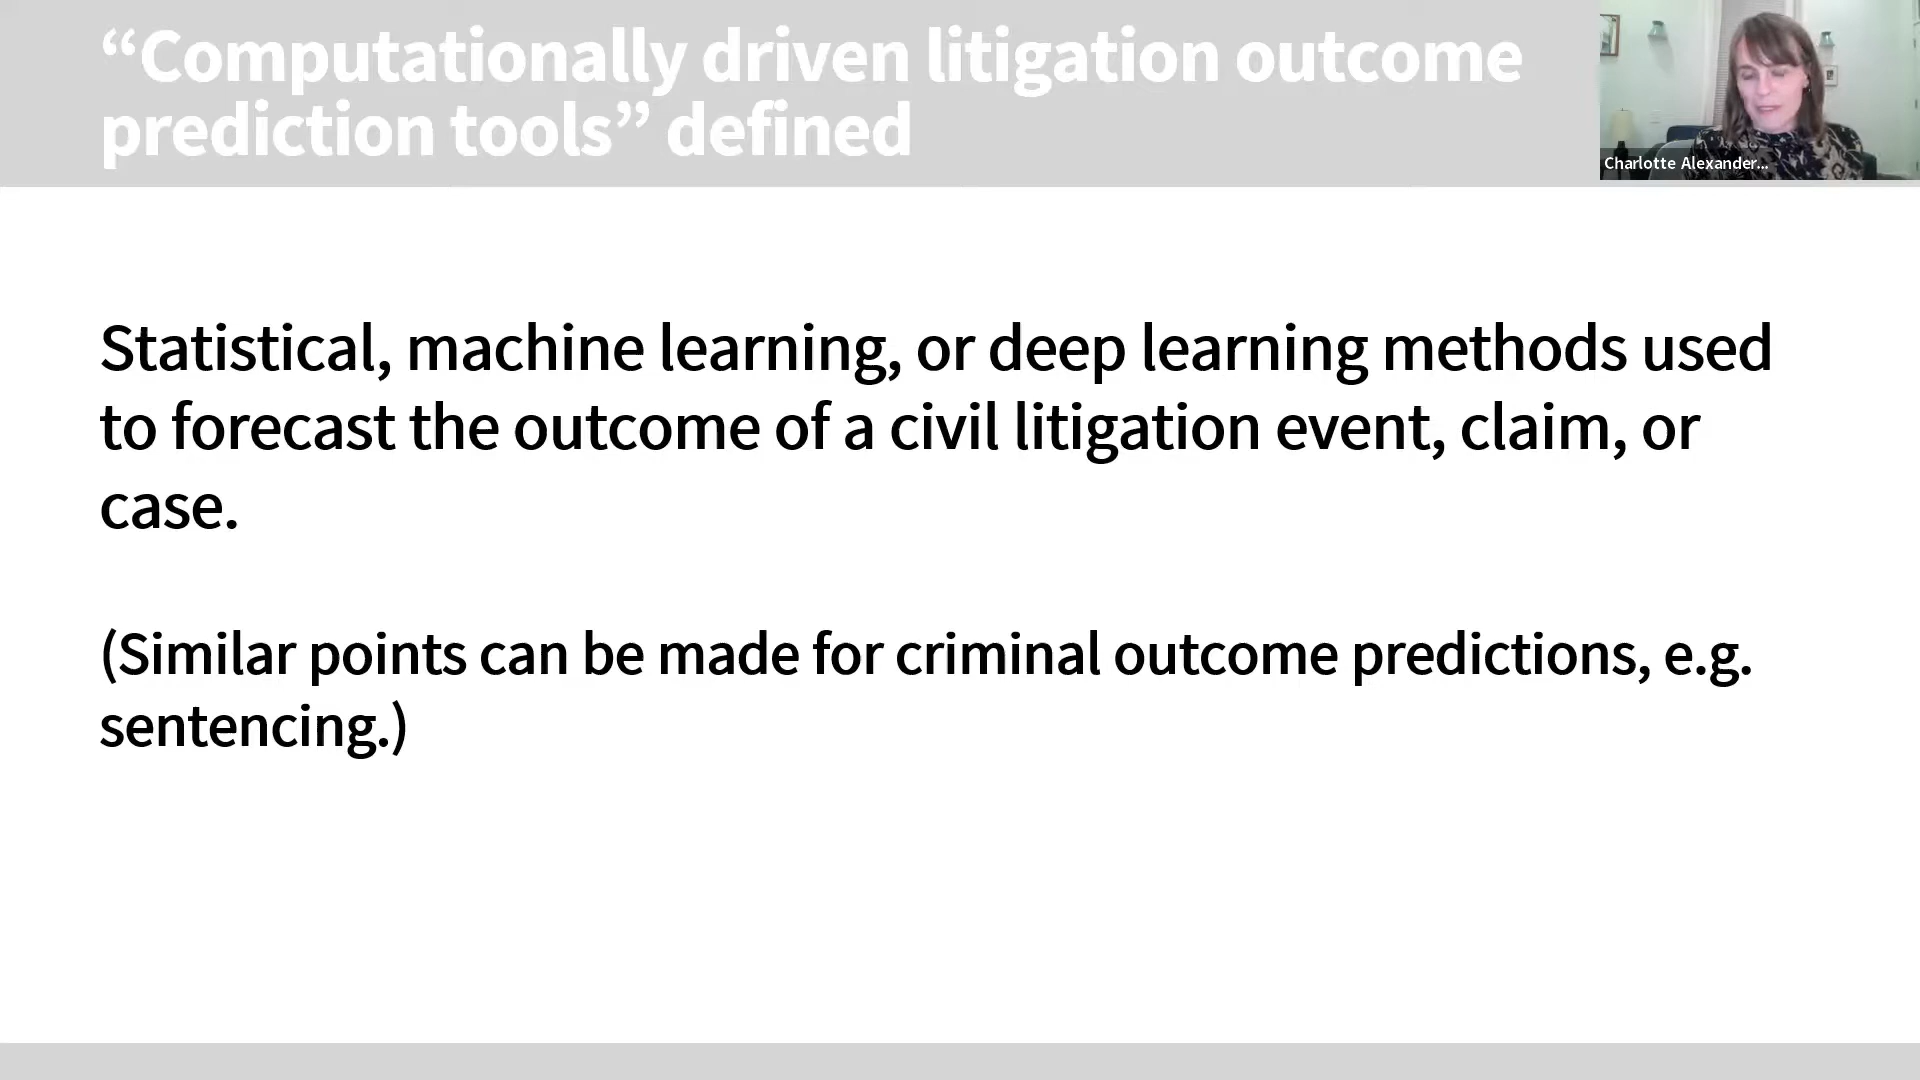 “Computationally driven litigation outcome
prediction tools” defined
Charlotte Alexander...
Statistical, machine learning, or deep learning methods used
to forecast the outcome of a civil litigation event, claim, or
case.
(Similar points can be made for criminal outcome predictions, e.g.
sentencing.)